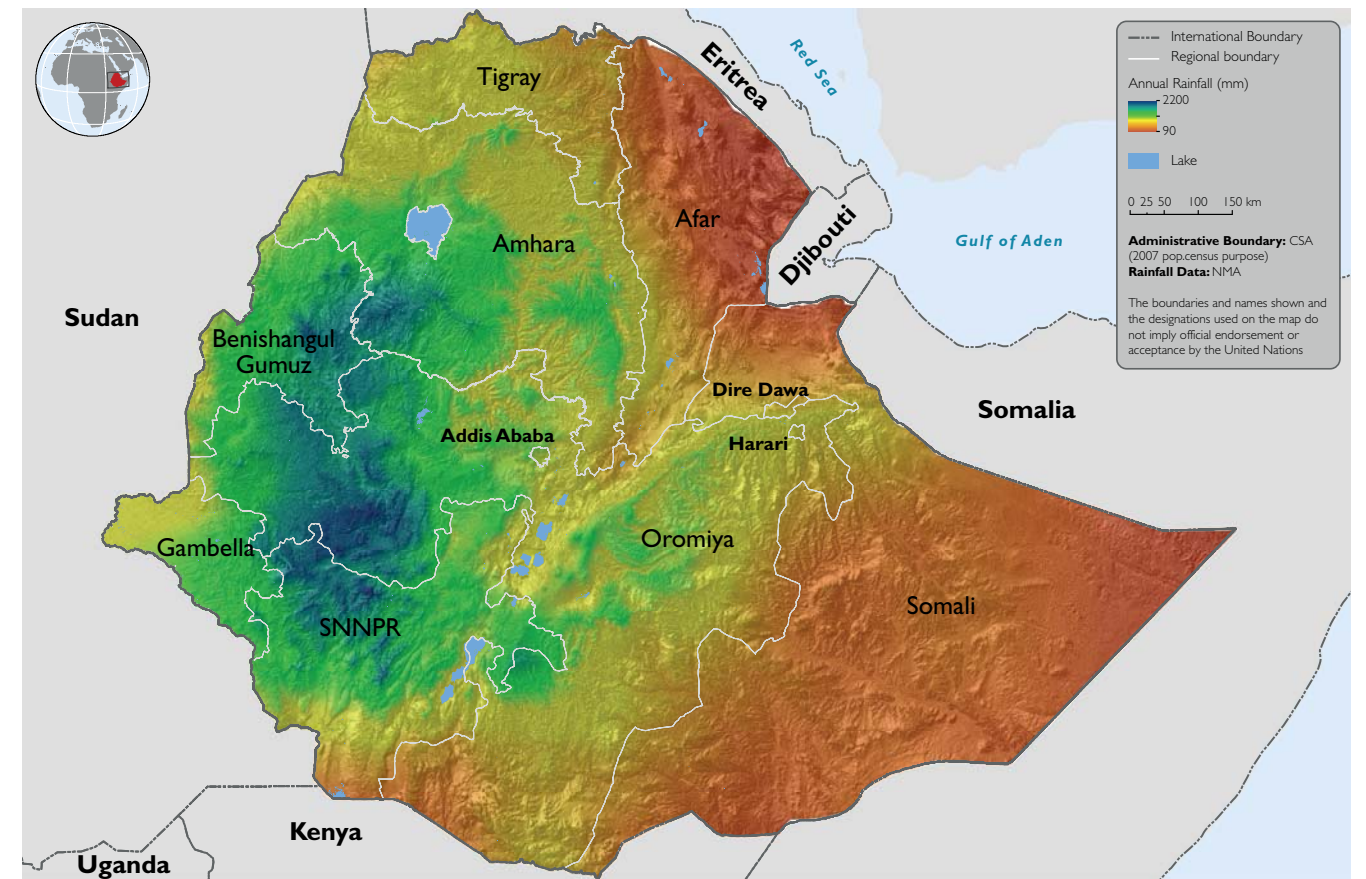 Tigray
Eritrea
Red Sea
Afar
Amhara
Djibouti
Gulf of Aden
Sudan
Benishangul
Gumuz
Dire Dawa
Somalia
Addis Ababa
Harari
Gambella
Oromiya
Somali
SNNPR
Kenya
Uganda
International Boundary
Regional boundary
Annual Rainfall (mm)
2200
90
Lake
0 25 50 100 150 km
Administrative Boundary: CSA
(2007 pop.census purpose)
Rainfall Data: NMA
The boundaries and names shown and
the designations used on the map do
not imply official endorsement or
acceptance by the United Nations